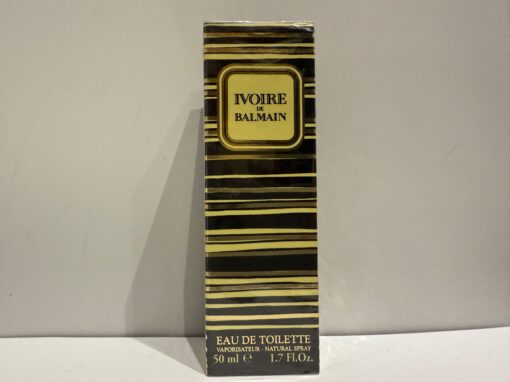 IVOIRE
DE
BALMAIN
EAU DE TOILETTE
VAPORISATEUR - NATURAL SPRAY
50 ml ℮ 1.7 Fl.Oz.